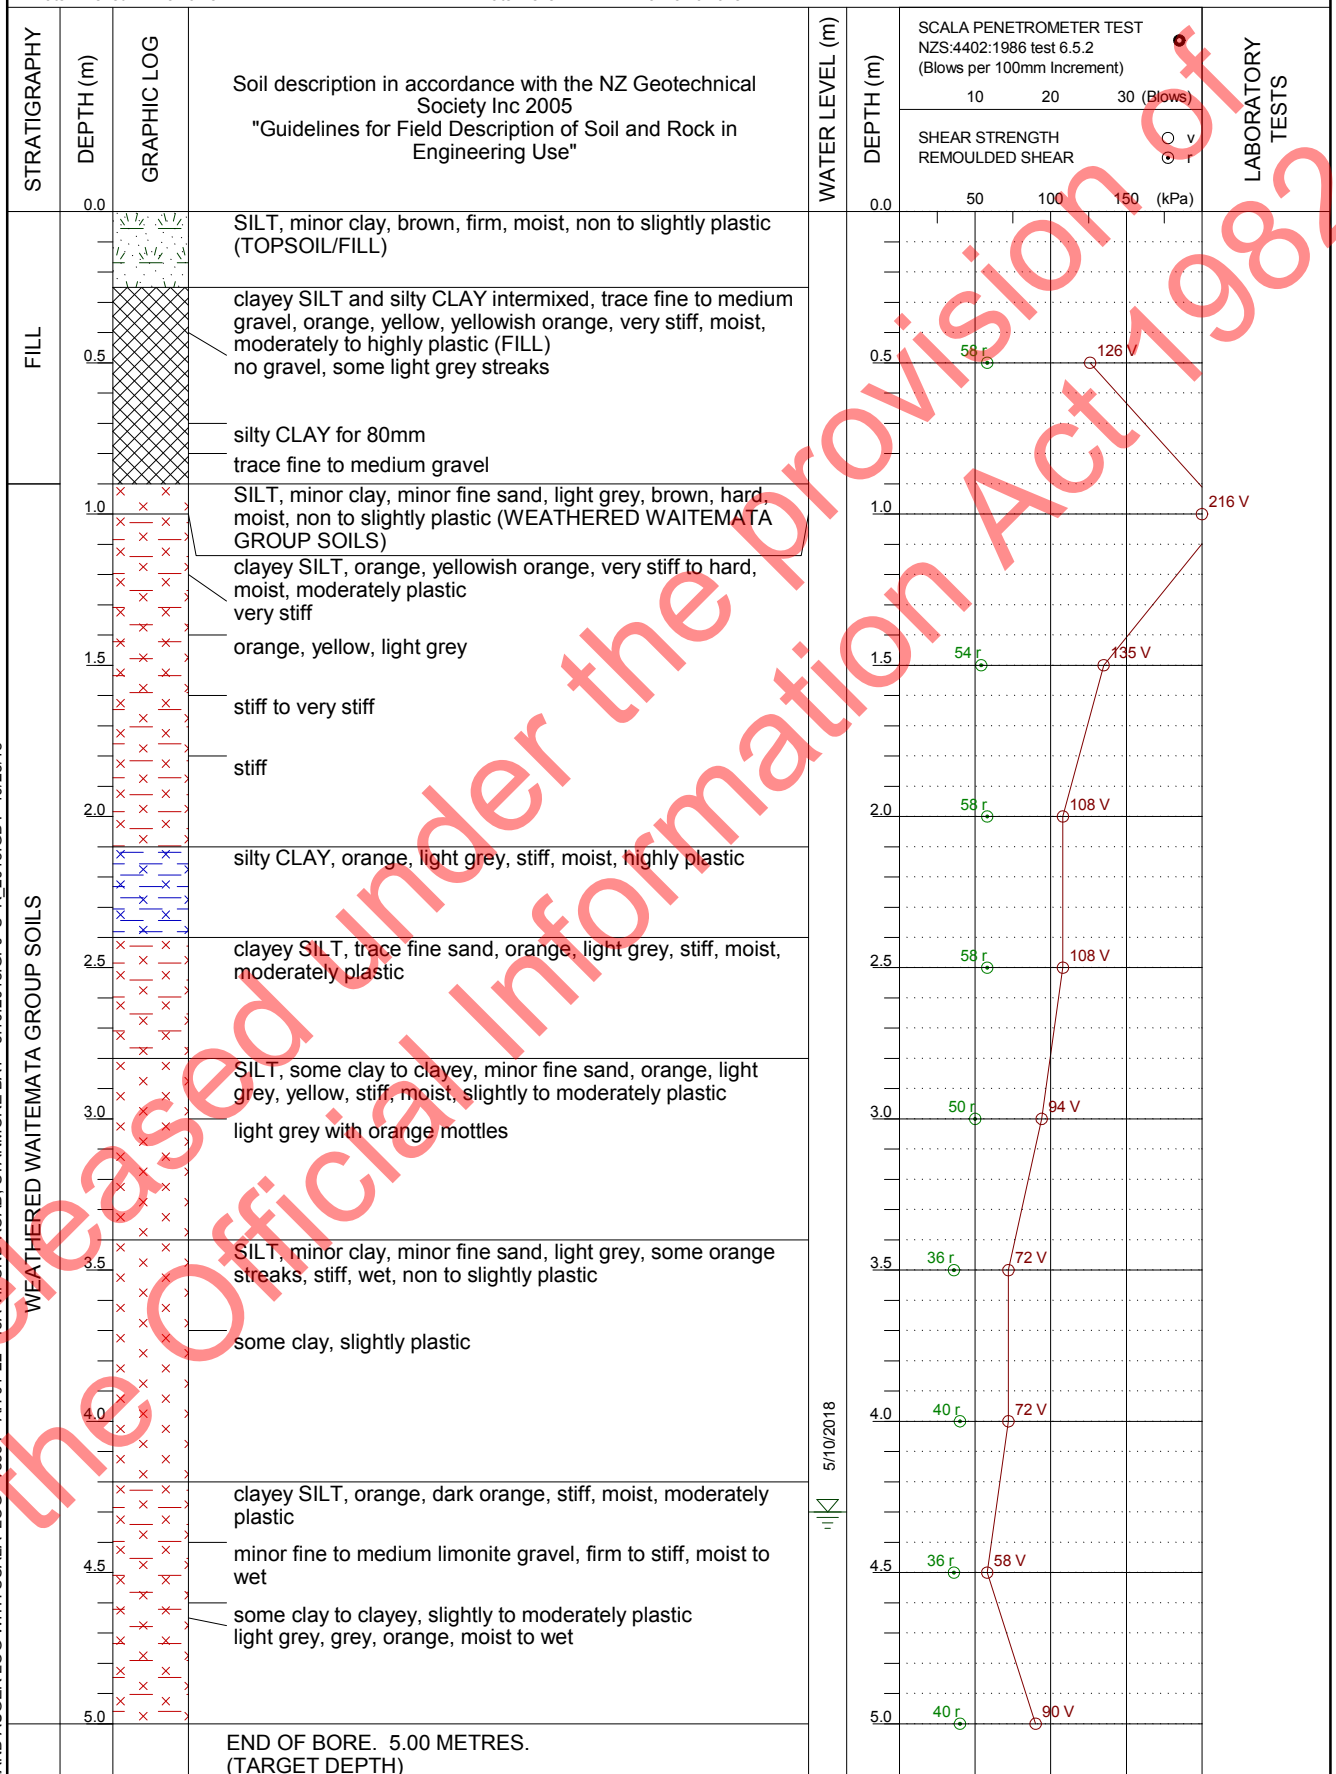 STRATIGRAPHY
DEPTH (m)
GRAPHIC LOG
Soil description in accordance with the NZ Geotechnical
Society Inc 2005
"Guidelines for Field Description of Soil and Rock in
Engineering Use"
WATER LEVEL (m)
DEPTH (m)
SCALA PENETROMETER TEST
NZS:4402:1986 test 6.5.2
(Blows per 100mm Increment)
10 20 30 (Blows)
SHEAR STRENGTH v
REMOULDED SHEAR r
50 100 150 (kPa)
LABORATORY
TESTS
0.0 0.0
FILL
SILT, minor clay, brown, firm, moist, non to slightly plastic
(TOPSOIL/FILL)
clayey SILT and silty CLAY intermixed, trace fine to medium
gravel, orange, yellow, yellowish orange, very stiff, moist,
moderately to highly plastic (FILL)
no gravel, some light grey streaks
0.5 0.5 58 r 126 V
silty CLAY for 80mm
trace fine to medium gravel
WEATHERED WAITEMATA GROUP SOILS
SILT, minor clay, minor fine sand, light grey, brown, hard,
moist, non to slightly plastic (WEATHERED WAITEMATA
GROUP SOILS)
1.0 1.0 216 V
clayey SILT, orange, yellowish orange, very stiff to hard,
moist, moderately plastic
very stiff
orange, yellow, light grey
1.5 1.5 54 r 135 V
stiff to very stiff
stiff
2.0 2.0 58 r 108 V
silty CLAY, orange, light grey, stiff, moist, highly plastic
clayey SILT, trace fine sand, orange, light grey, stiff, moist,
moderately plastic
2.5 2.5 58 r 108 V
SILT, some clay to clayey, minor fine sand, orange, light
grey, yellow, stiff, moist, slightly to moderately plastic
3.0 3.0 50 r 94 V
light grey with orange mottles
SILT, minor clay, minor fine sand, light grey, some orange
streaks, stiff, wet, non to slightly plastic
3.5 3.5 36 r 72 V
some clay, slightly plastic
4.0 4.0 40 r 72 V
5/10/2018
clayey SILT, orange, dark orange, stiff, moist, moderately
plastic
minor fine to medium limonite gravel, firm to stiff, moist to
wet
4.5 4.5 36 r 58 V
some clay to clayey, slightly to moderately plastic
light grey, grey, orange, moist to wet
5.0 5.0 40 r 90 V
END OF BORE. 5.00 METRES.
(TARGET DEPTH)
under the provision of
the Official Information Act 1982